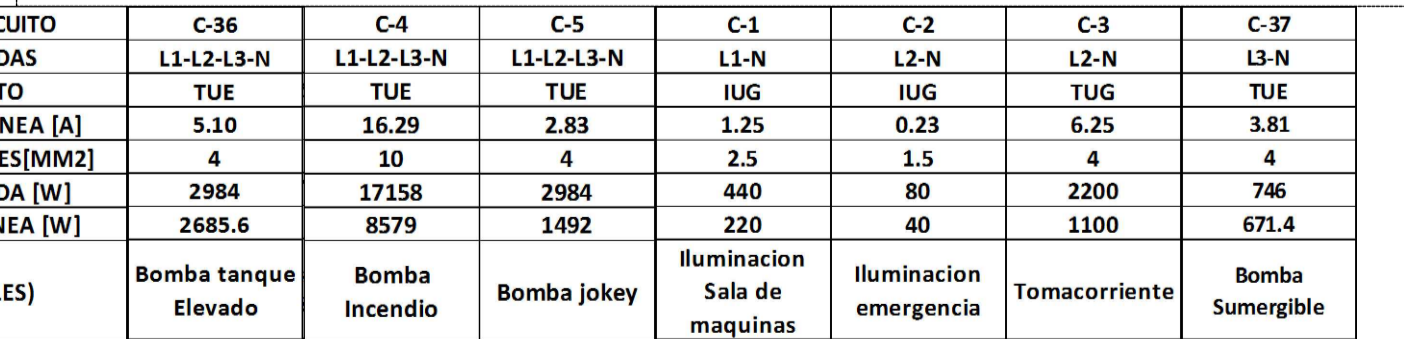 CUITO C-36 C-4 C-5 C-1 C-2 C-3 C-37
DAS L1-L2-L3-N L1-L2-L3-N L1-L2-L3-N L1-N L2-N L2-N L3-N
TO TUE TUE TUE IUG IUG TUG TUE
NEA [A] 5.10 16.29 2.83 1.25 0.23 6.25 3.81
ES[MM2] 4 10 4 2.5 1.5 4 4
DA [W] 2984 17158 2984 440 80 2200 746
NEA [W] 2685.6 8579 1492 220 40 1100 671.4
LES) Bomba tanque Elevado Bomba Incendio Bomba jokey Iluminacion Sala de maquinas Iluminacion emergencia Tomacorriente Bomba Sumergible